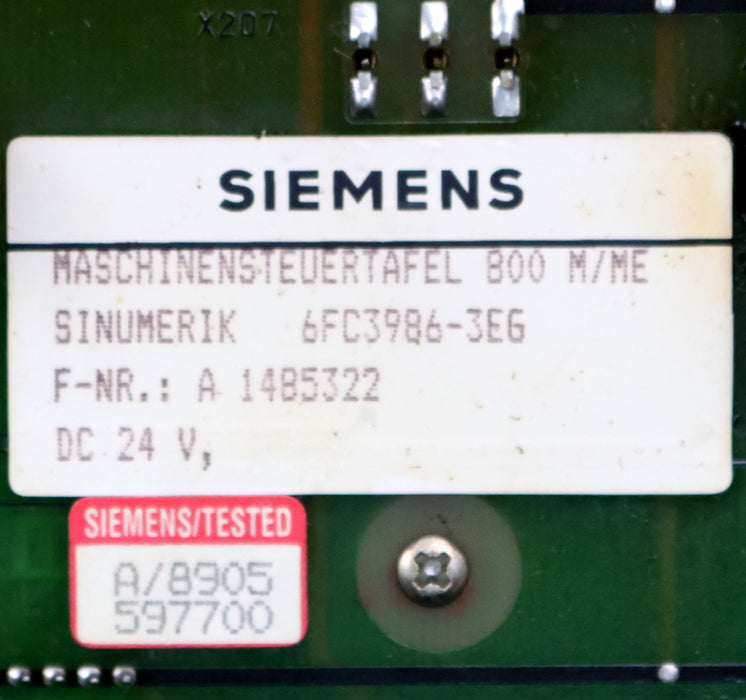 X207
SIEMENS
MASCHINENSTEUERTAFEL 800 M/ME
SINUMERIK 6FC3986-3EG
F-NR.: A 1485322
DC 24 V,
SIEMENS/TESTED
A/8905
597700